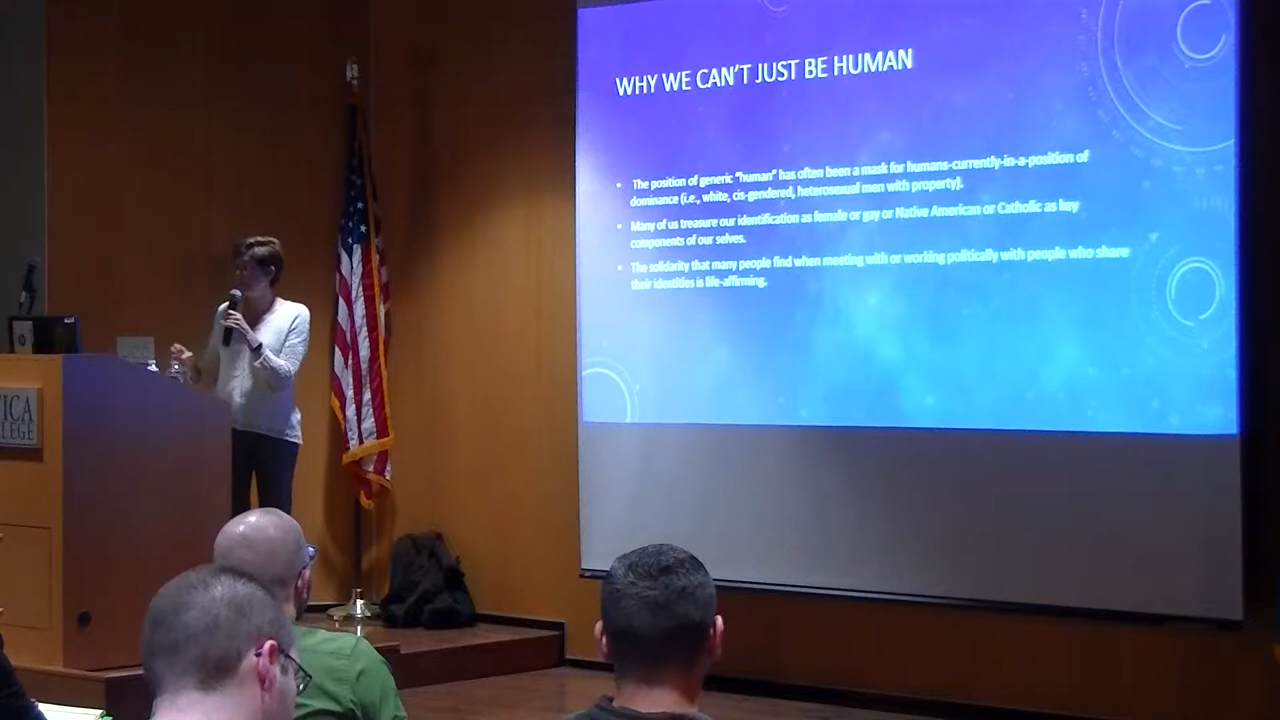 WHY WE CAN'T JUST BE HUMAN
The position of generic "human" has often been a mask for humans-currently-in-a-position of
dominance (i.e., white, cis-gendered, heterosexual men with property).
Many of us treasure our identification as female or gay or Native American or Catholic as key
components of our selves.
The solidarity that many people find when meeting with or working politically with people who share
their identities is life-affirming.
TICA
LEGE